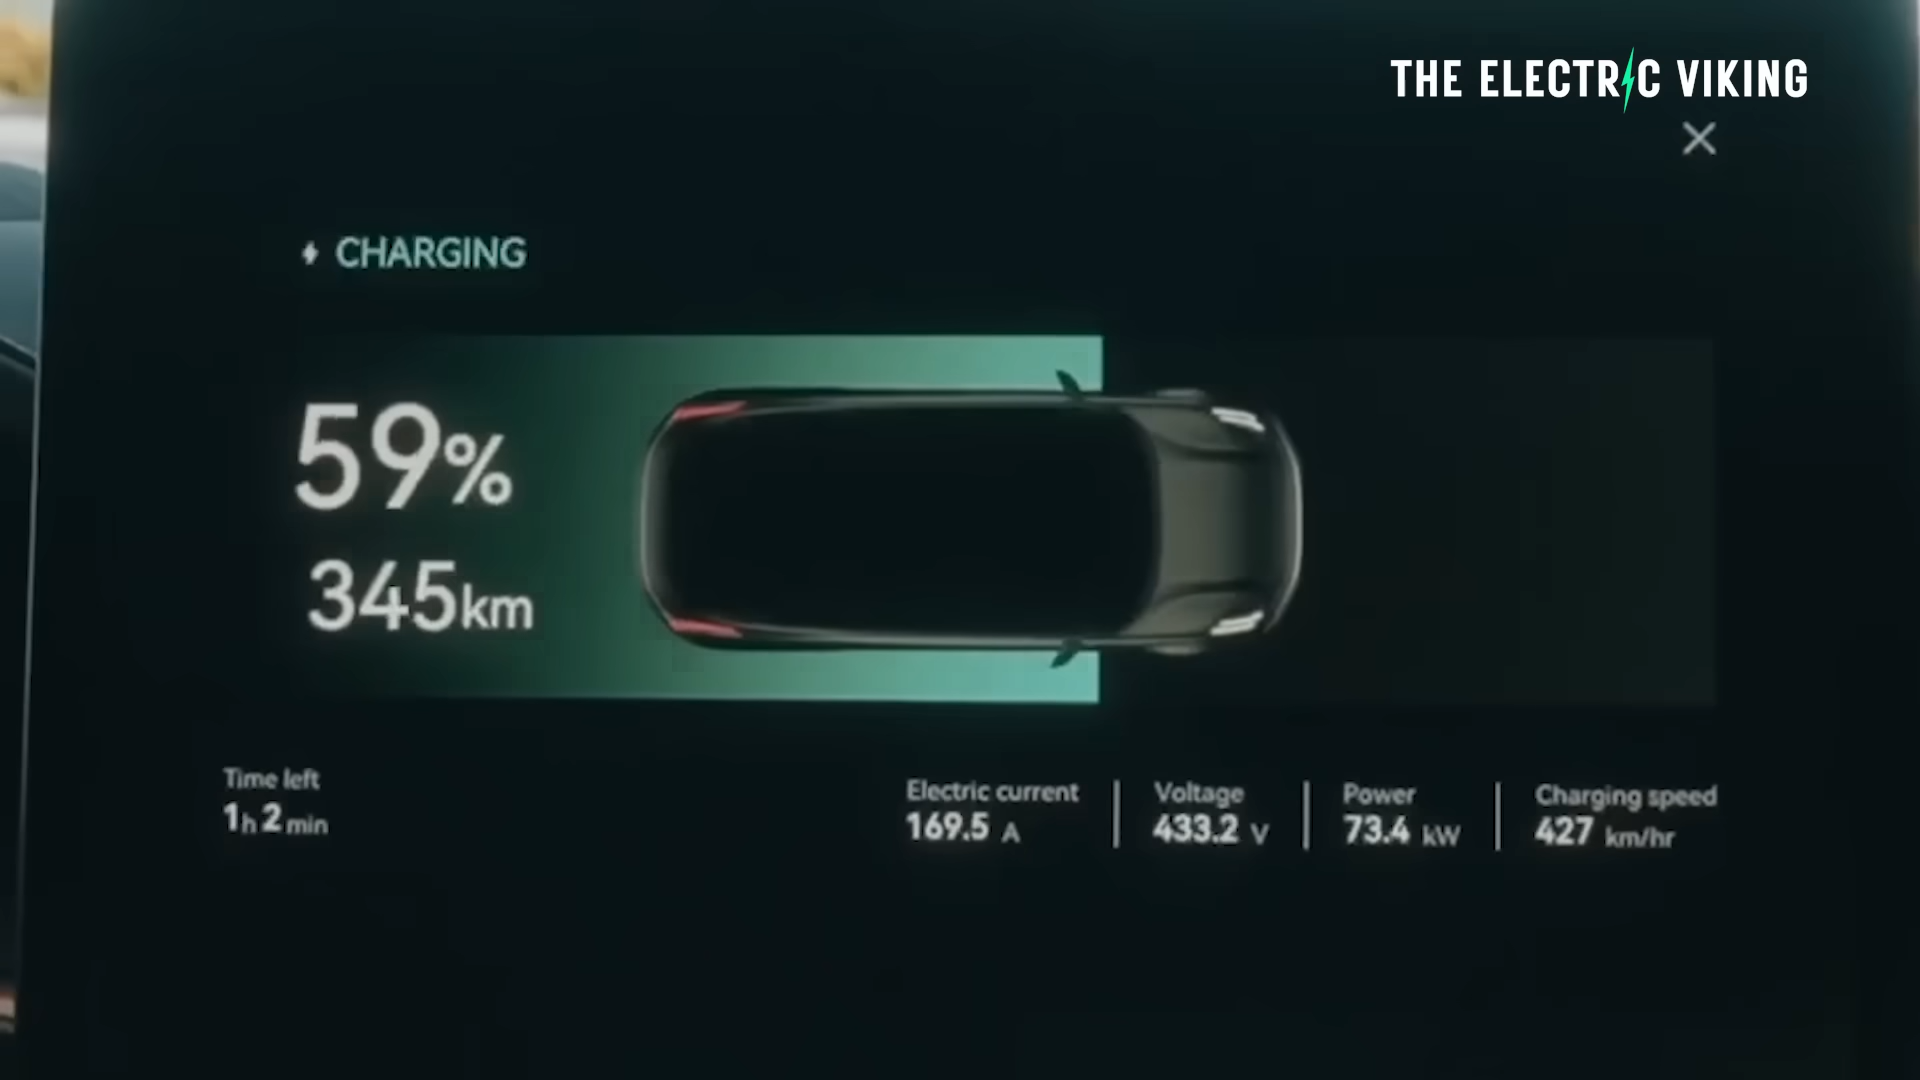 THE ELECTRIC VIKING
CHARGING
59%
345km
Time left
1h 2 min
Electric current
169.5 A
Voltage
433.2 V
Power
73.4 kW
Charging speed
427 km/hr